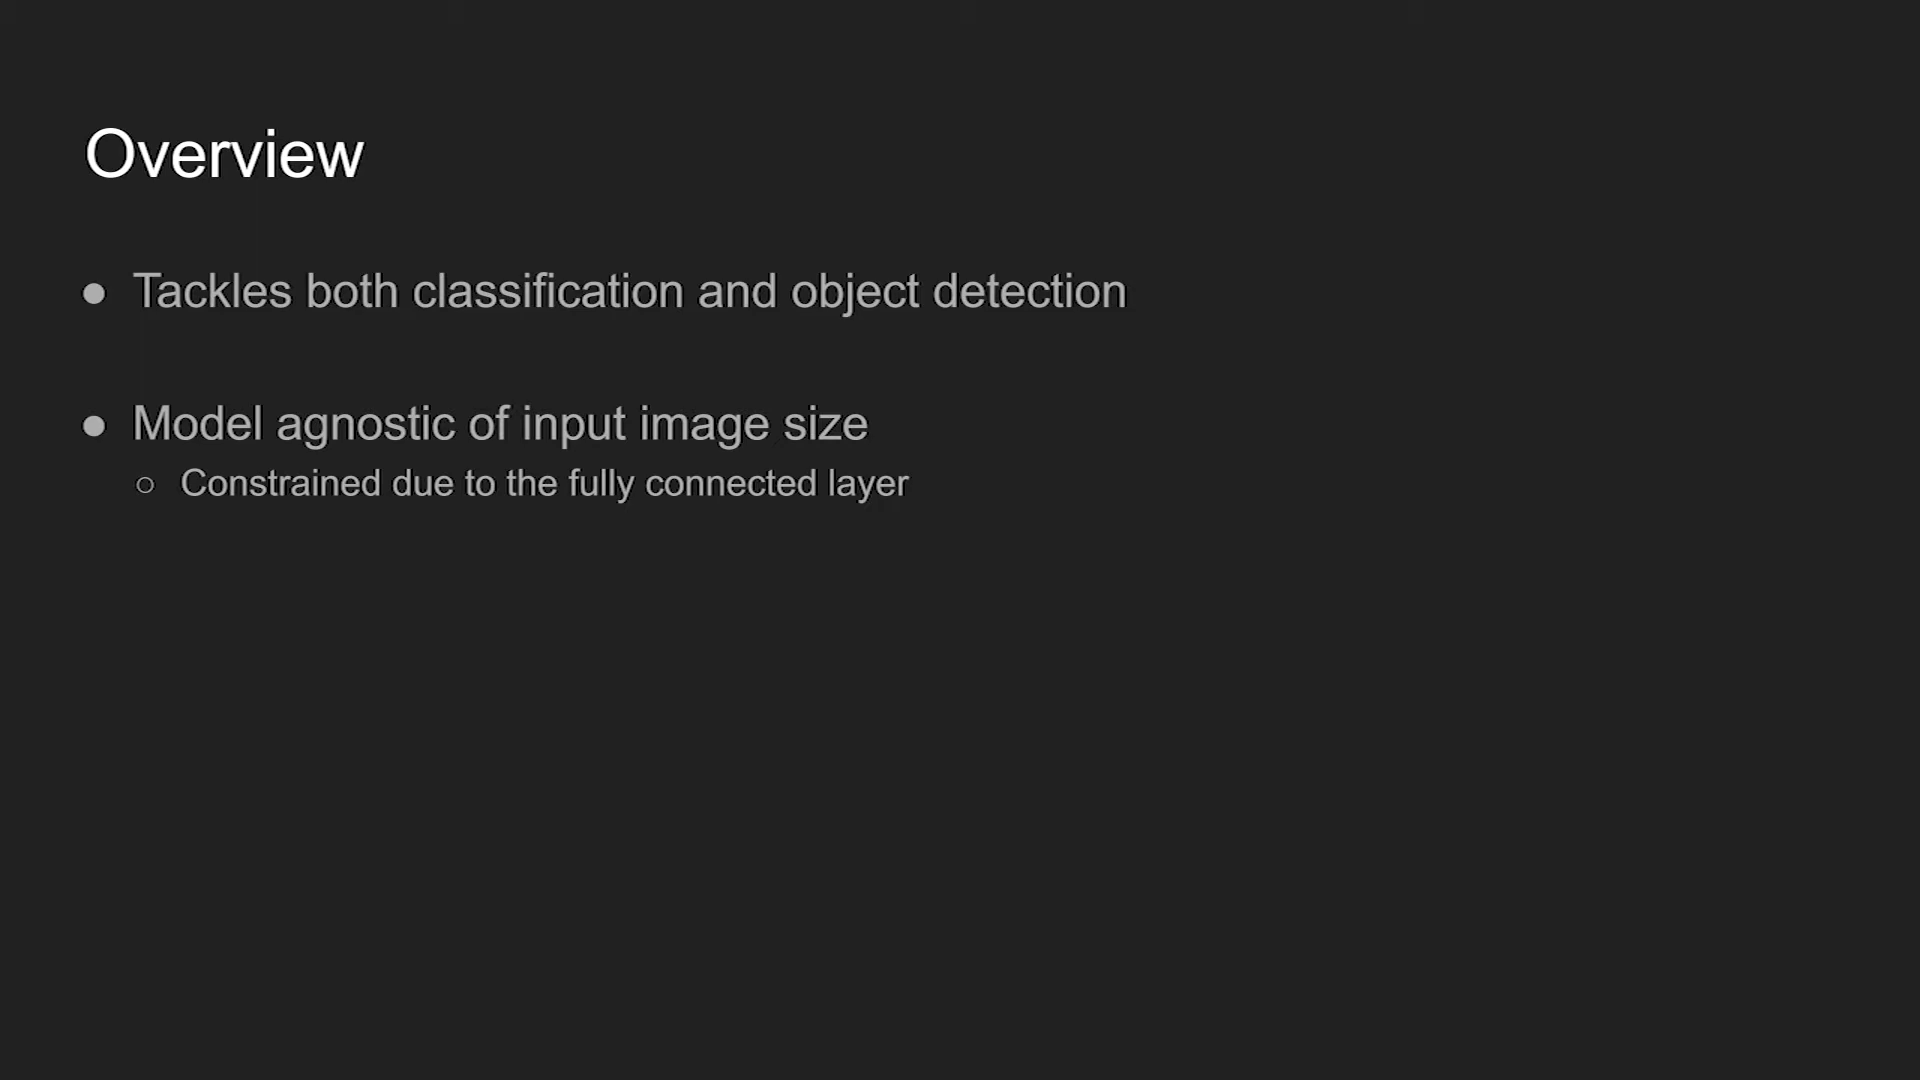 Overview
● Tackles both classification and object detection
● Model agnostic of input image size
○ Constrained due to the fully connected layer